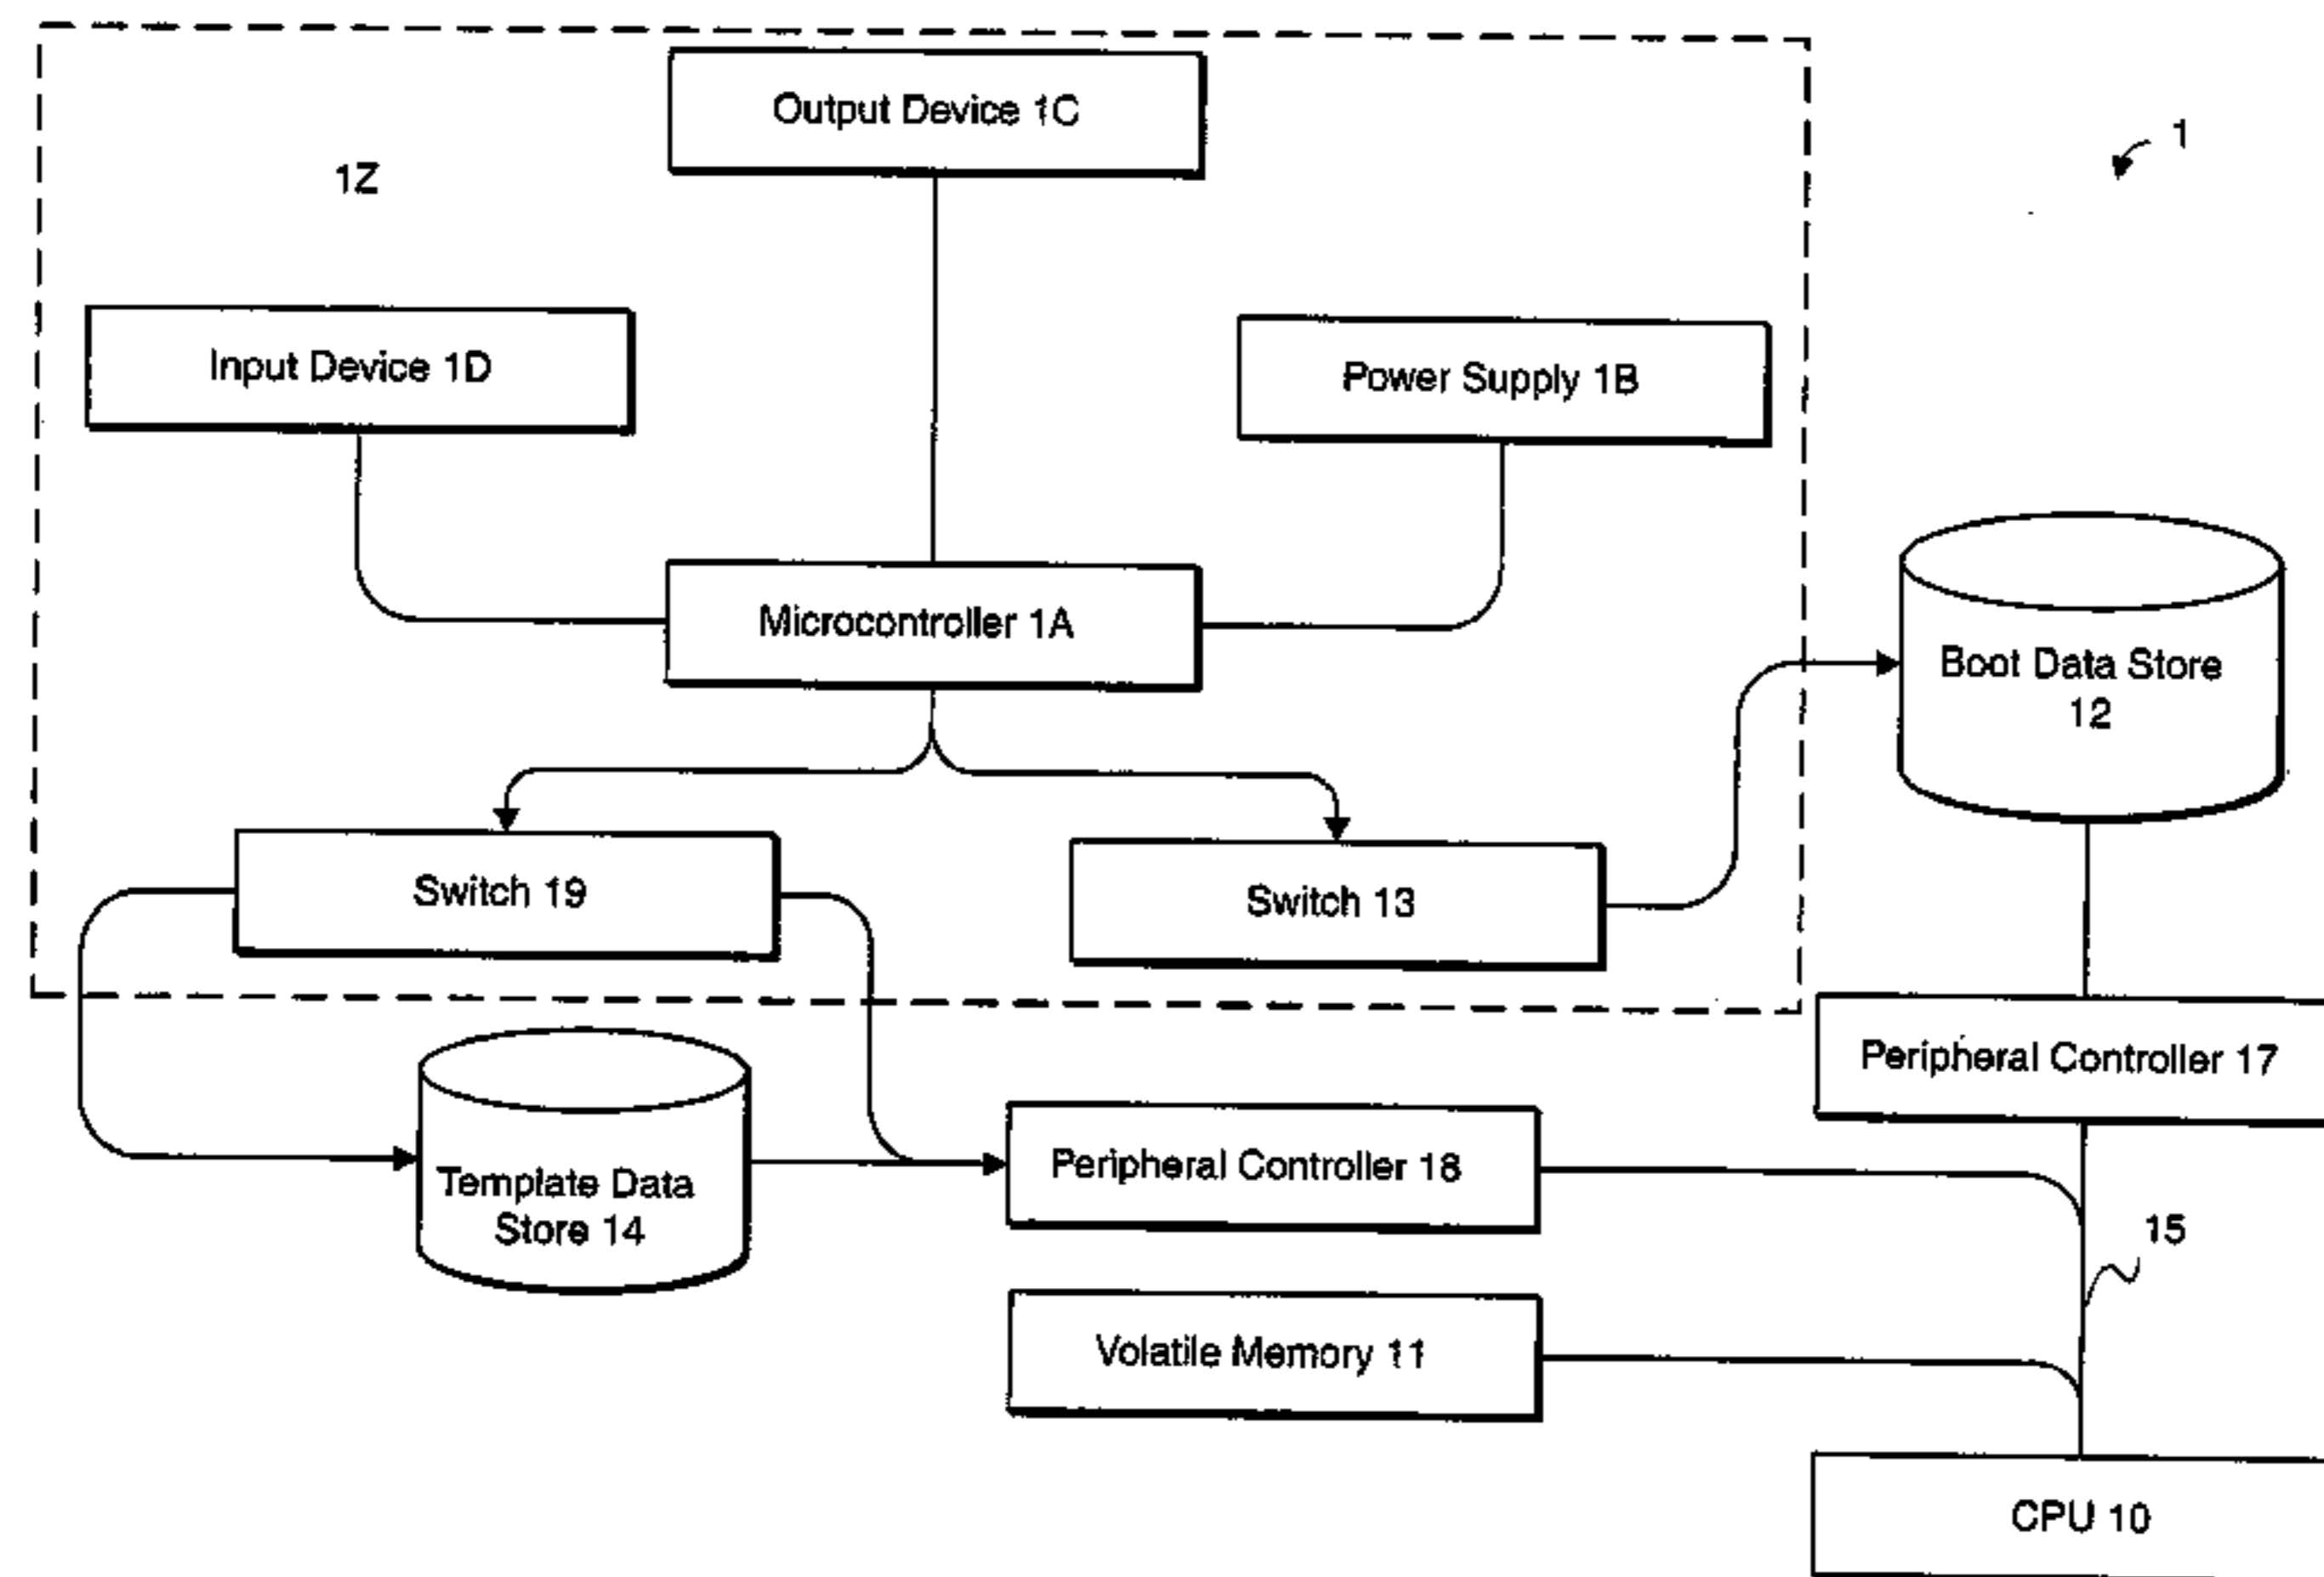 Output Device 1C
1
1Z
Input Device 1D
Power Supply 1B
Microcontroller 1A
Boot Data Store
12
Switch 19
Switch 13
Peripheral Controller 17
Peripheral Controller 18
Template Data
Store 14
15
Volatile Memory 11
CPU 10